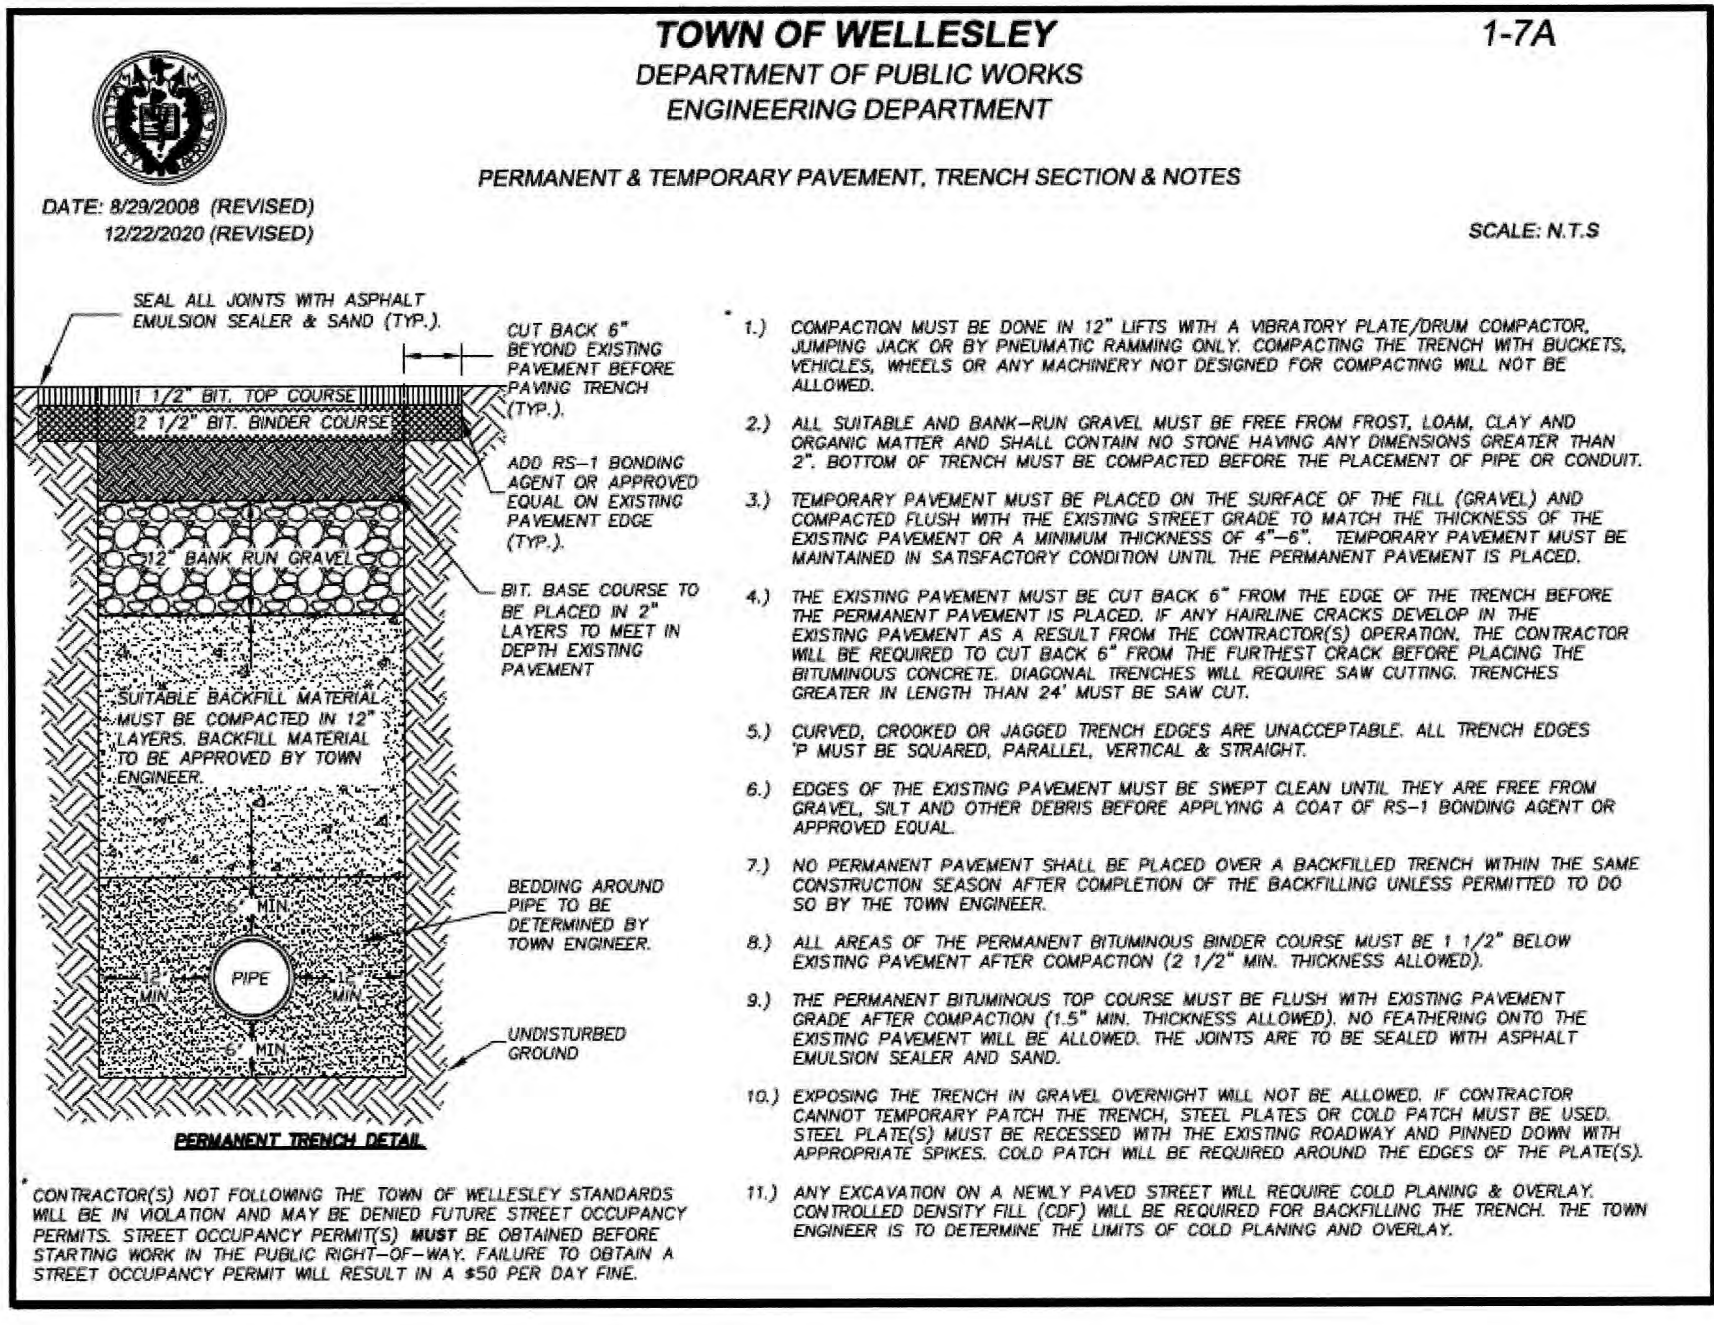 TOWN OF WELLESLEY
1-7A
DEPARTMENT OF PUBLIC WORKS
ENGINEERING DEPARTMENT
PERMANENT & TEMPORARY PAVEMENT, TRENCH SECTION & NOTES
DATE: 8/29/2008 (REVISED)
12/22/2020 (REVISED)
SCALE: N.T.S
SEAL ALL JOINTS WITH ASPHALT
EMULSION SEALER & SAND (TYP.).
CUT BACK 6"
BEYOND EXISTING
PAVEMENT BEFORE
PAVING TRENCH
(TYP.).
1 1/2" BIT. TOP COURSE
2 1/2" BIT. BINDER COURSE
ADD RS-1 BONDING
AGENT OR APPROVED
EQUAL ON EXISTING
PAVEMENT EDGE
(TYP.).
12" BANK RUN GRAVEL
BIT. BASE COURSE TO
BE PLACED IN 2"
LAYERS TO MEET IN
DEPTH EXISTING
PAVEMENT
SUITABLE BACKFILL MATERIAL
MUST BE COMPACTED IN 12"
LAYERS. BACKFILL MATERIAL
TO BE APPROVED BY TOWN
ENGINEER.
BEDDING AROUND
PIPE TO BE
DETERMINED BY
TOWN ENGINEER.
6" MIN.
12"
MIN.
PIPE
12"
MIN.
6" MIN.
UNDISTURBED
GROUND
PERMANENT TRENCH DETAIL
* CONTRACTOR(S) NOT FOLLOWING THE TOWN OF WELLESLEY STANDARDS
WILL BE IN VIOLATION AND MAY BE DENIED FUTURE STREET OCCUPANCY
PERMITS. STREET OCCUPANCY PERMIT(S) MUST BE OBTAINED BEFORE
STARTING WORK IN THE PUBLIC RIGHT-OF-WAY. FAILURE TO OBTAIN A
STREET OCCUPANCY PERMIT WILL RESULT IN A $50 PER DAY FINE.
* 1.) COMPACTION MUST BE DONE IN 12" LIFTS WITH A VIBRATORY PLATE/DRUM COMPACTOR,
JUMPING JACK OR BY PNEUMATIC RAMMING ONLY. COMPACTING THE TRENCH WITH BUCKETS,
VEHICLES, WHEELS OR ANY MACHINERY NOT DESIGNED FOR COMPACTING WILL NOT BE
ALLOWED.
2.) ALL SUITABLE AND BANK-RUN GRAVEL MUST BE FREE FROM FROST, LOAM, CLAY AND
ORGANIC MATTER AND SHALL CONTAIN NO STONE HAVING ANY DIMENSIONS GREATER THAN
2". BOTTOM OF TRENCH MUST BE COMPACTED BEFORE THE PLACEMENT OF PIPE OR CONDUIT.
3.) TEMPORARY PAVEMENT MUST BE PLACED ON THE SURFACE OF THE FILL (GRAVEL) AND
COMPACTED FLUSH WITH THE EXISTING STREET GRADE TO MATCH THE THICKNESS OF THE
EXISTING PAVEMENT OR A MINIMUM THICKNESS OF 4"-6". TEMPORARY PAVEMENT MUST BE
MAINTAINED IN SATISFACTORY CONDITION UNTIL THE PERMANENT PAVEMENT IS PLACED.
4.) THE EXISTING PAVEMENT MUST BE CUT BACK 6" FROM THE EDGE OF THE TRENCH BEFORE
THE PERMANENT PAVEMENT IS PLACED. IF ANY HAIRLINE CRACKS DEVELOP IN THE
EXISTING PAVEMENT AS A RESULT FROM THE CONTRACTOR(S) OPERATION, THE CONTRACTOR
WILL BE REQUIRED TO CUT BACK 6" FROM THE FURTHEST CRACK BEFORE PLACING THE
BITUMINOUS CONCRETE. DIAGONAL TRENCHES WILL REQUIRE SAW CUTTING. TRENCHES
GREATER IN LENGTH THAN 24' MUST BE SAW CUT.
5.) CURVED, CROOKED OR JAGGED TRENCH EDGES ARE UNACCEPTABLE. ALL TRENCH EDGES
'P MUST BE SQUARED, PARALLEL, VERTICAL & STRAIGHT.
6.) EDGES OF THE EXISTING PAVEMENT MUST BE SWEPT CLEAN UNTIL THEY ARE FREE FROM
GRAVEL, SILT AND OTHER DEBRIS BEFORE APPLYING A COAT OF RS-1 BONDING AGENT OR
APPROVED EQUAL.
7.) NO PERMANENT PAVEMENT SHALL BE PLACED OVER A BACKFILLED TRENCH WITHIN THE SAME
CONSTRUCTION SEASON AFTER COMPLETION OF THE BACKFILLING UNLESS PERMITTED TO DO
SO BY THE TOWN ENGINEER.
8.) ALL AREAS OF THE PERMANENT BITUMINOUS BINDER COURSE MUST BE 1 1/2" BELOW
EXISTING PAVEMENT AFTER COMPACTION (2 1/2" MIN. THICKNESS ALLOWED).
9.) THE PERMANENT BITUMINOUS TOP COURSE MUST BE FLUSH WITH EXISTING PAVEMENT
GRADE AFTER COMPACTION (1.5" MIN. THICKNESS ALLOWED). NO FEATHERING ONTO THE
EXISTING PAVEMENT WILL BE ALLOWED. THE JOINTS ARE TO BE SEALED WITH ASPHALT
EMULSION SEALER AND SAND.
10.) EXPOSING THE TRENCH IN GRAVEL OVERNIGHT WILL NOT BE ALLOWED. IF CONTRACTOR
CANNOT TEMPORARY PATCH THE TRENCH, STEEL PLATES OR COLD PATCH MUST BE USED.
STEEL PLATE(S) MUST BE RECESSED WITH THE EXISTING ROADWAY AND PINNED DOWN WITH
APPROPRIATE SPIKES. COLD PATCH WILL BE REQUIRED AROUND THE EDGES OF THE PLATE(S).
11.) ANY EXCAVATION ON A NEWLY PAVED STREET WILL REQUIRE COLD PLANING & OVERLAY.
CONTROLLED DENSITY FILL (CDF) WILL BE REQUIRED FOR BACKFILLING THE TRENCH. THE TOWN
ENGINEER IS TO DETERMINE THE LIMITS OF COLD PLANING AND OVERLAY.